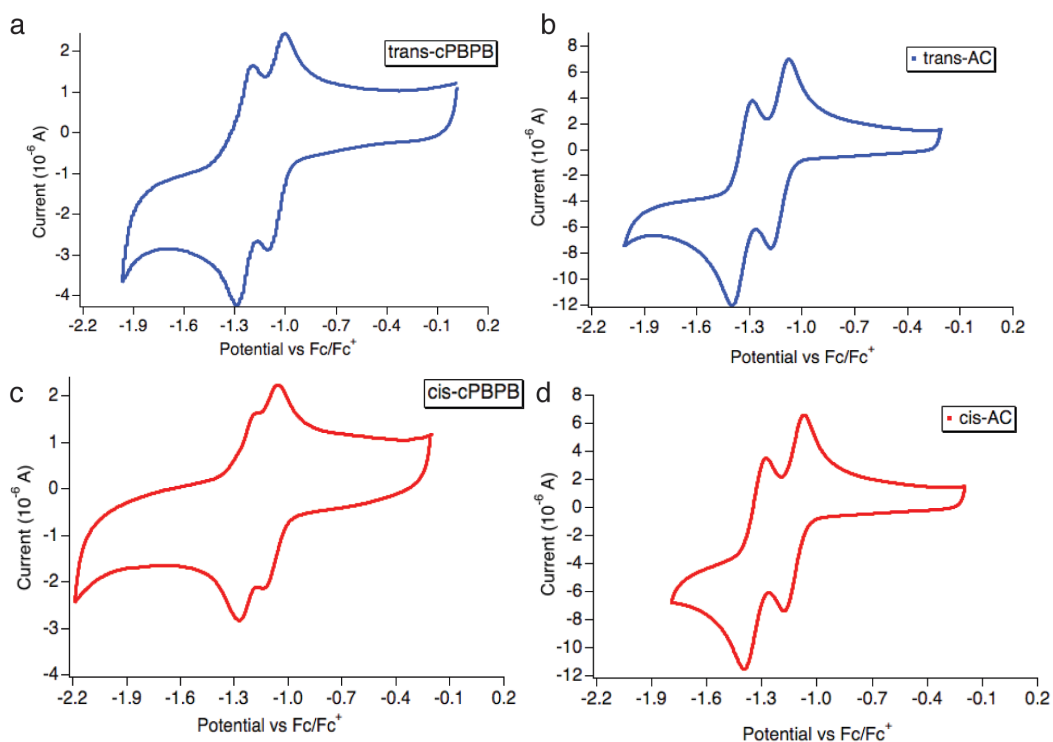 a
trans-cPBPB
2
1
0
-1
-2
-3
-4
Current (10-6 A)
-2.2 -1.9 -1.6 -1.3 -1.0 -0.7 -0.4 -0.1 0.2
Potential vs Fc/Fc+
b
trans-AC
8
6
4
2
0
-2
-4
-6
-8
-10
-12
Current (10-6 A)
-2.2 -1.9 -1.6 -1.3 -1.0 -0.7 -0.4 -0.1 0.2
Potential vs Fc/Fc+
c
cis-cPBPB
2
1
0
-1
-2
-3
-4
Current (10-6 A)
-2.2 -1.9 -1.6 -1.3 -1.0 -0.7 -0.4 -0.1 0.2
Potential vs Fc/Fc+
d
cis-AC
8
6
4
2
0
-2
-4
-6
-8
-10
-12
Current (10-6 A)
-2.2 -1.9 -1.6 -1.3 -1.0 -0.7 -0.4 -0.1 0.2
Potential vs Fc/Fc+